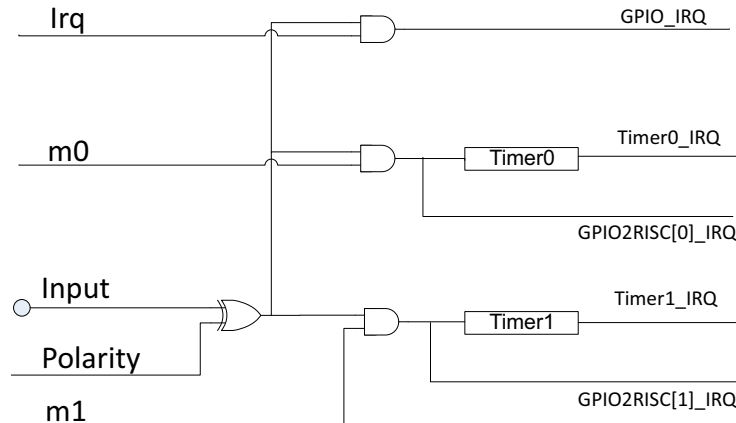 Irq
GPIO_IRQ
m0
Timer0
Timer0_IRQ
GPIO2RISC[0]_IRQ
Input
Timer1
Timer1_IRQ
Polarity
GPIO2RISC[1]_IRQ
m1